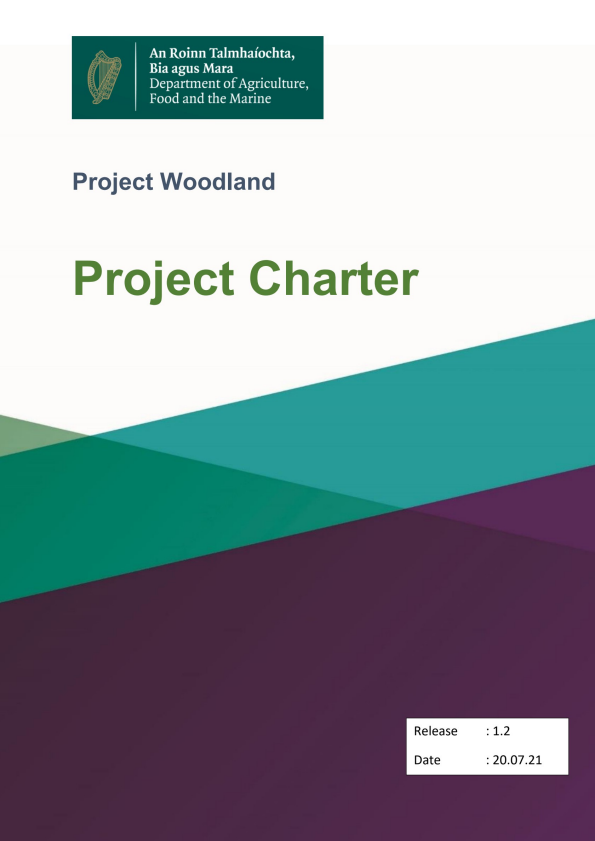 An Roinn Talmhaíochta,
Bia agus Mara
Department of Agriculture,
Food and the Marine
Project Woodland
Project Charter
Release : 1.2
Date : 20.07.21